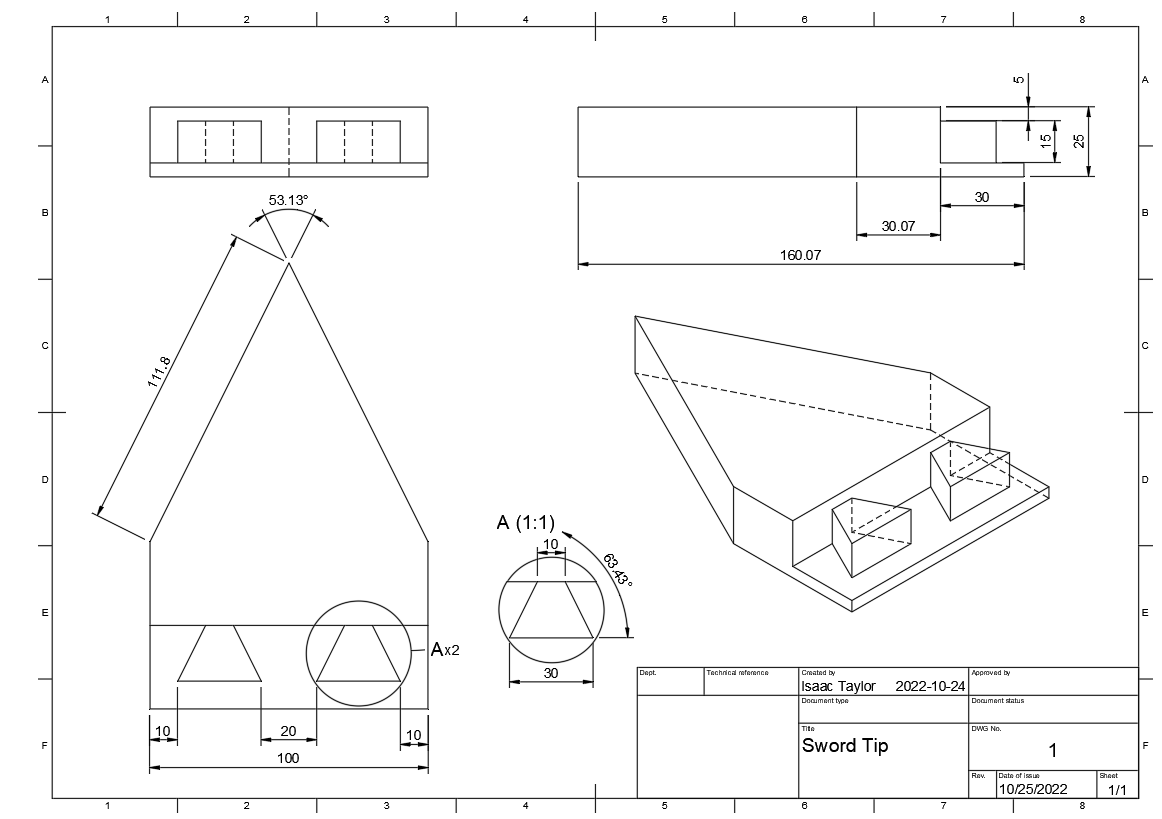 1 2 3 4 5 6 7 8
A A
5
15
25
B B
53.13°
30
30.07
160.07
C C
111.8
D D
A (1:1)
10
63.43°
E E
Ax2
30
Dept.
Technical reference
Created by
Isaac Taylor 2022-10-24
Approved by
Document type
Document status
Title
Sword Tip
DWG No.
1
10 20 10
F F
100
Rev.
Date of issue
10/25/2022
Sheet
1/1
1 2 3 4 5 6 7 8